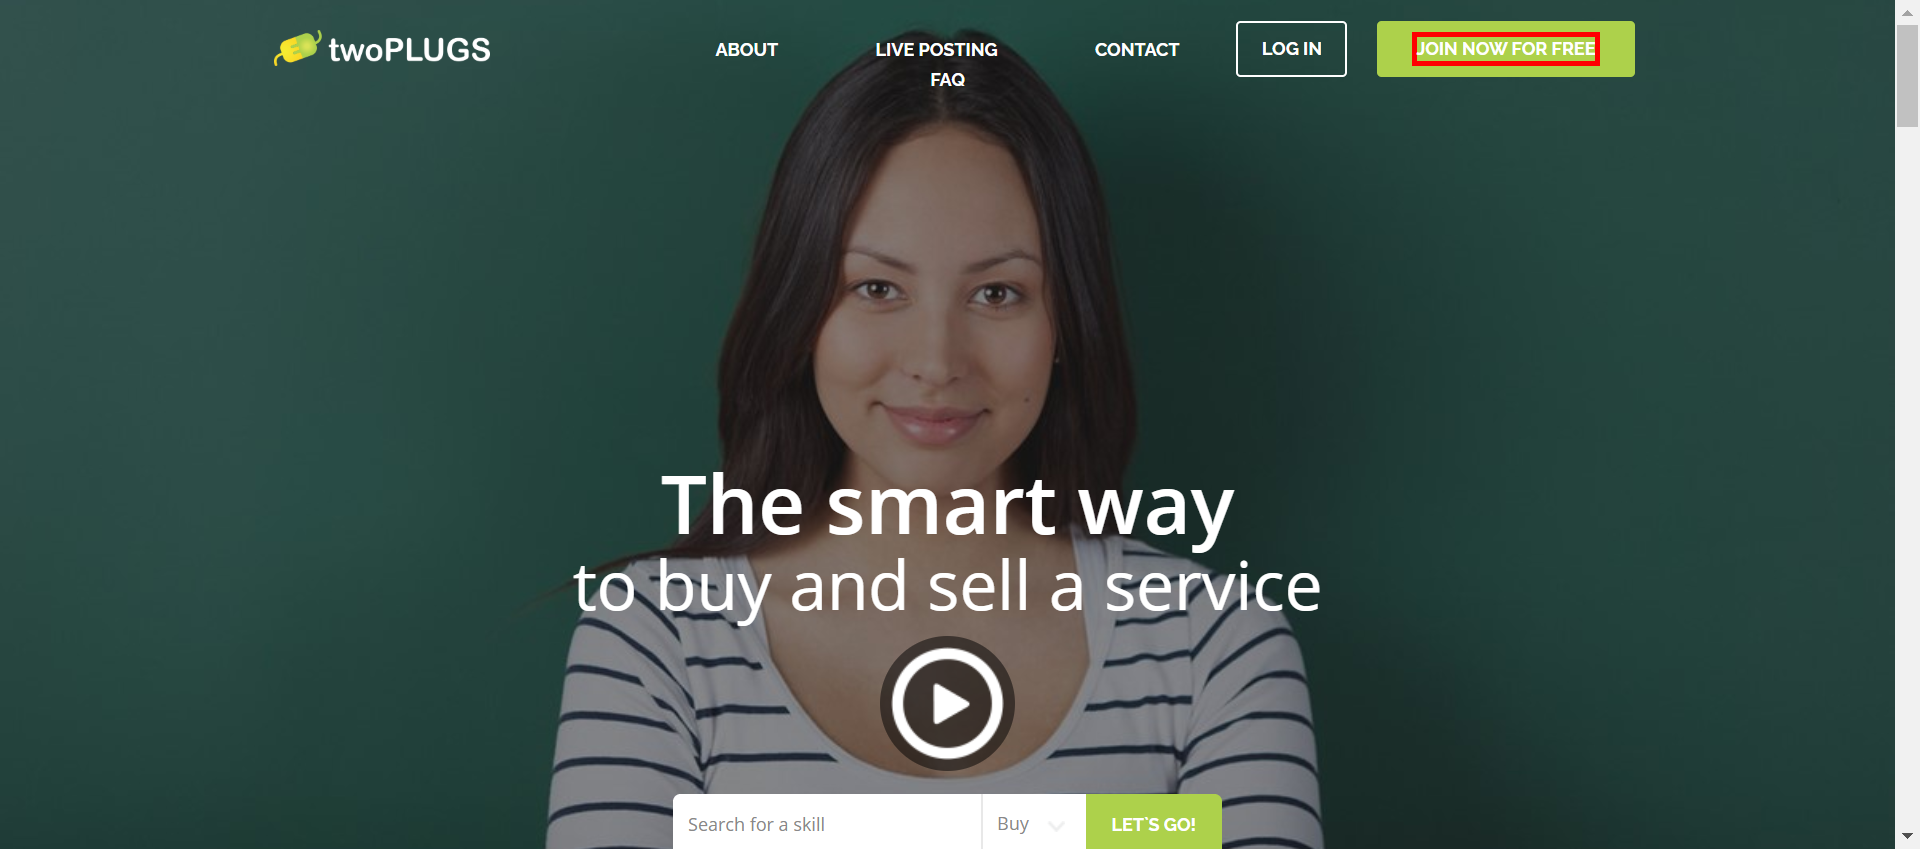 twoPLUGS
ABOUT
LIVE POSTING
CONTACT
FAQ
LOG IN
JOIN NOW FOR FREE
The smart way
to buy and sell a service
Search for a skill
Buy
LET`S GO!